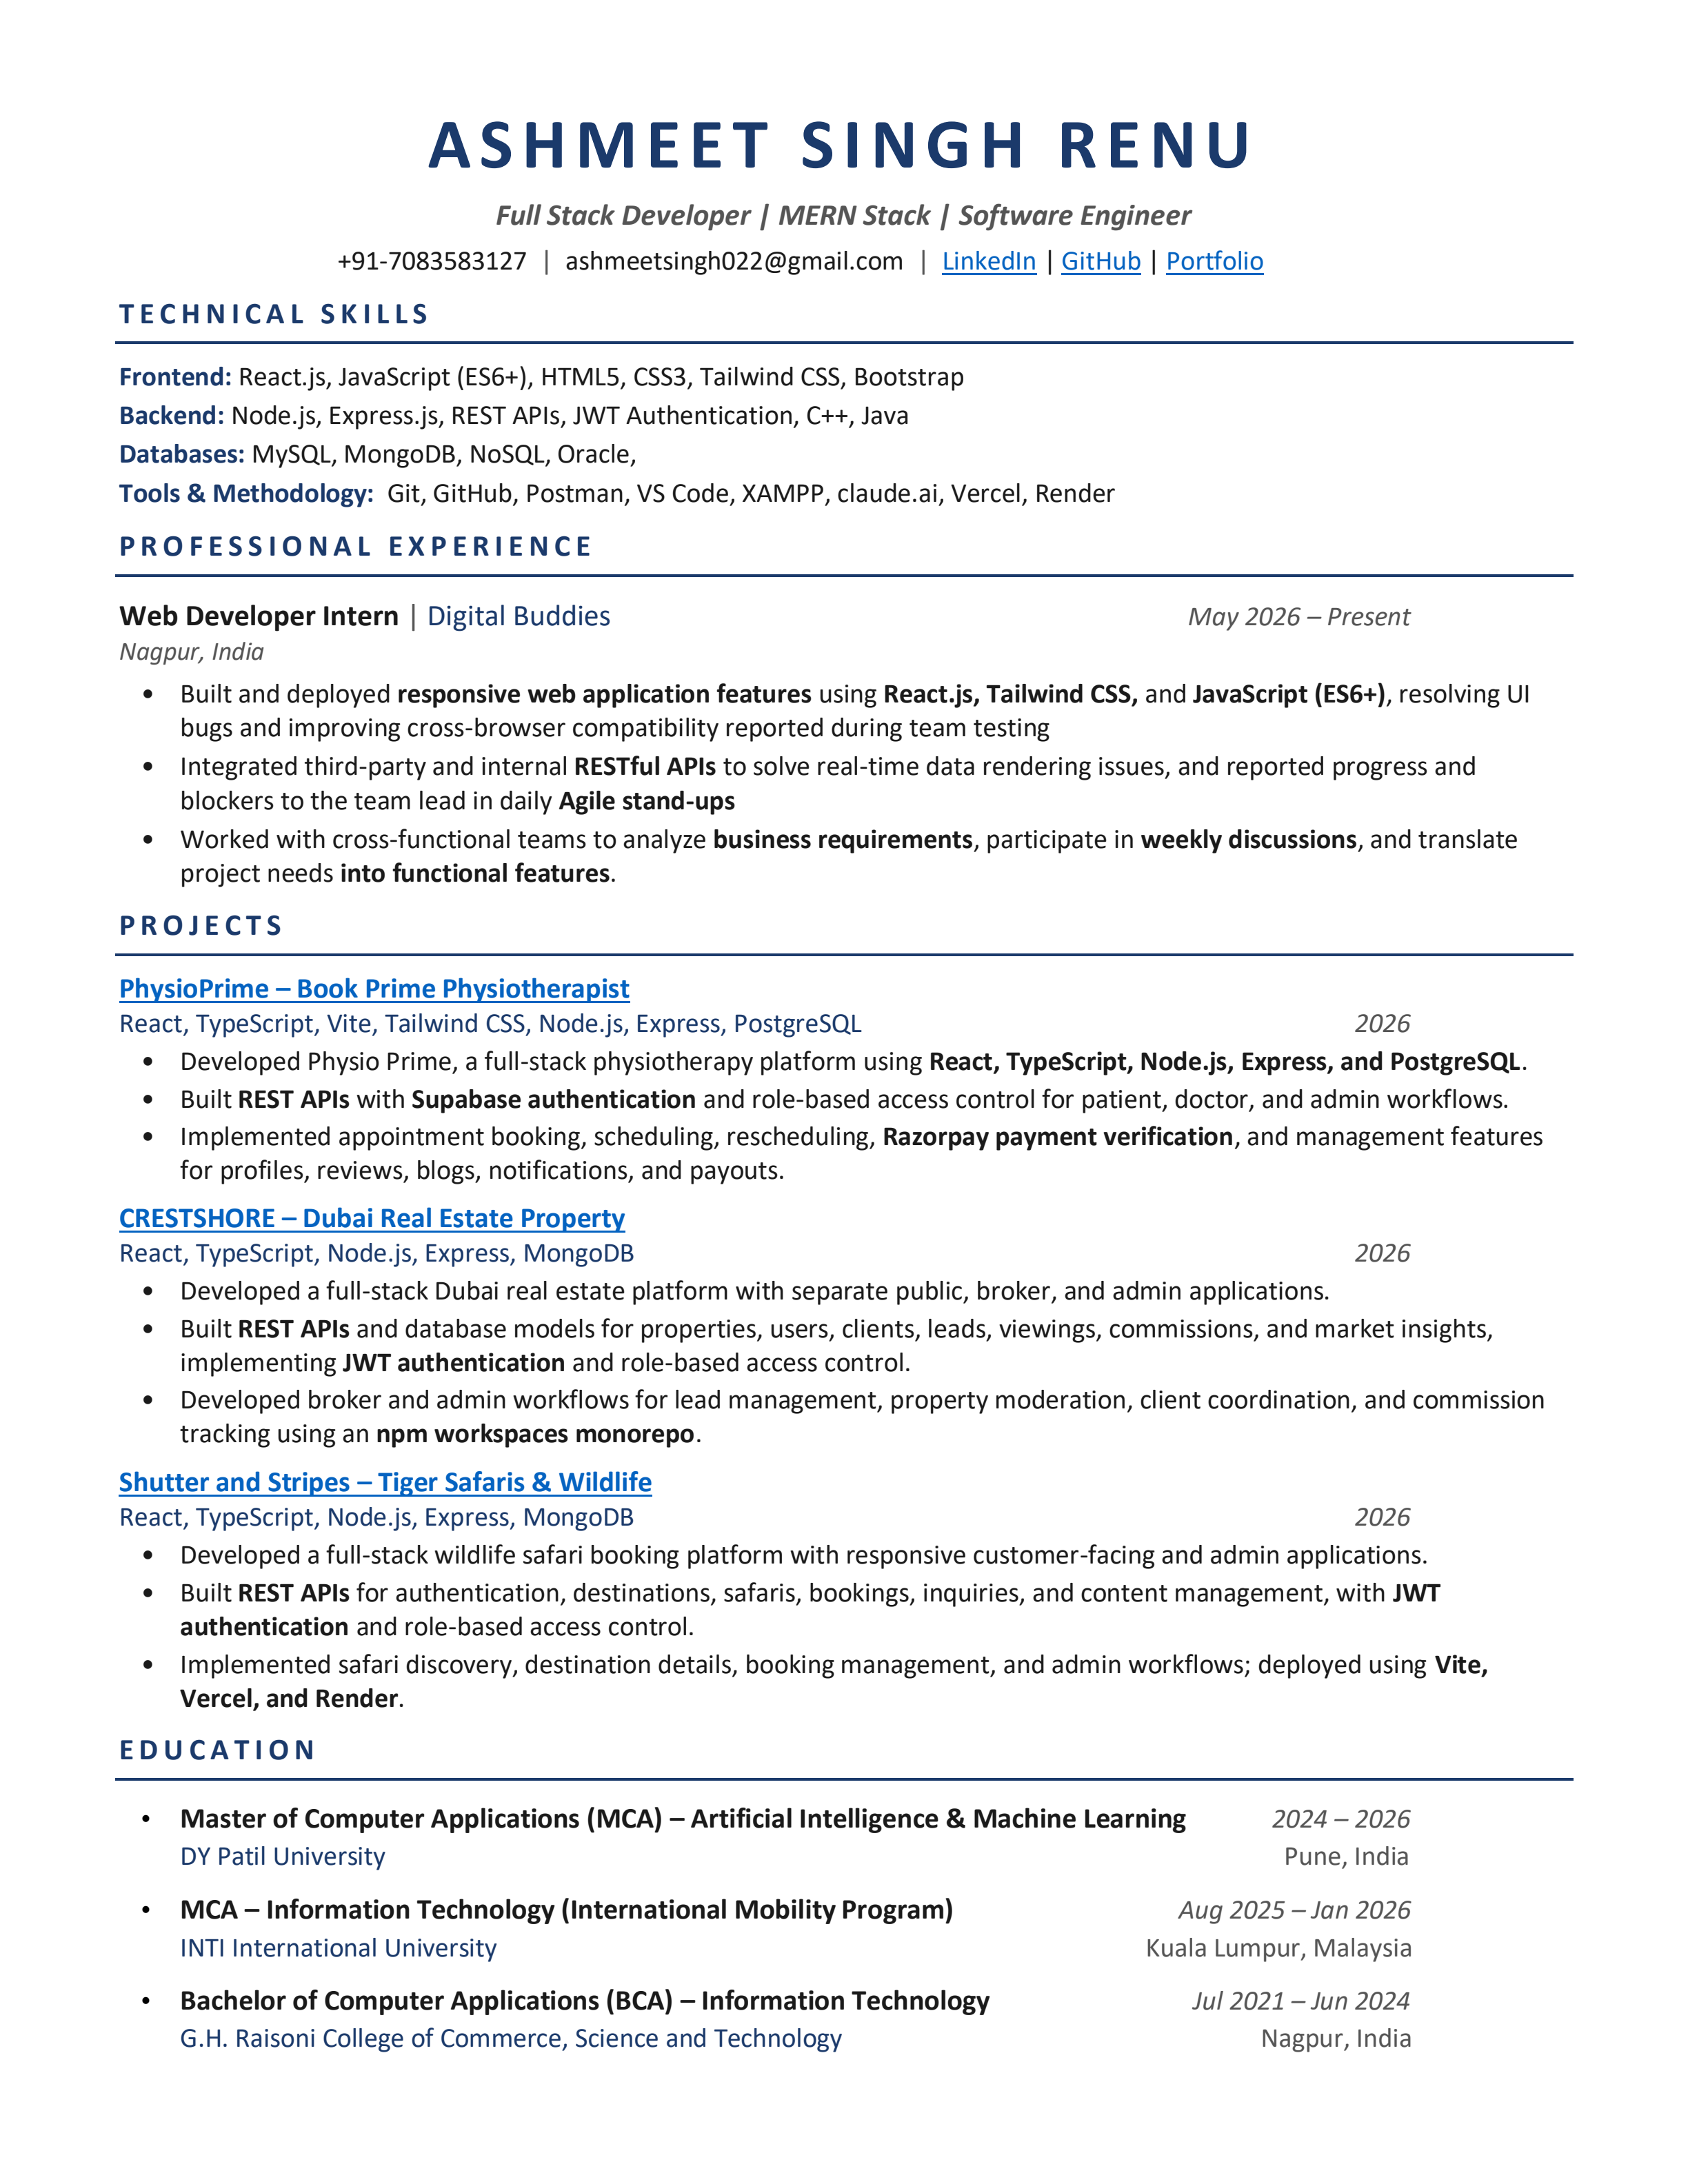 ASHMEET SINGH RENU
Full Stack Developer | MERN Stack | Software Engineer
+91-7083583127 | ashmeetsingh022@gmail.com | LinkedIn | GitHub | Portfolio
TECHNICAL SKILLS
Frontend: React.js, JavaScript (ES6+), HTML5, CSS3, Tailwind CSS, Bootstrap
Backend: Node.js, Express.js, REST APIs, JWT Authentication, C++, Java
Databases: MySQL, MongoDB, NoSQL, Oracle,
Tools & Methodology: Git, GitHub, Postman, VS Code, XAMPP, claude.ai, Vercel, Render
PROFESSIONAL EXPERIENCE
Web Developer Intern | Digital Buddies May 2026 – Present
Nagpur, India
• Built and deployed responsive web application features using React.js, Tailwind CSS, and JavaScript (ES6+), resolving UI
bugs and improving cross-browser compatibility reported during team testing
• Integrated third-party and internal RESTful APIs to solve real-time data rendering issues, and reported progress and
blockers to the team lead in daily Agile stand-ups
• Worked with cross-functional teams to analyze business requirements, participate in weekly discussions, and translate
project needs into functional features.
PROJECTS
PhysioPrime – Book Prime Physiotherapist
React, TypeScript, Vite, Tailwind CSS, Node.js, Express, PostgreSQL 2026
• Developed Physio Prime, a full-stack physiotherapy platform using React, TypeScript, Node.js, Express, and PostgreSQL.
• Built REST APIs with Supabase authentication and role-based access control for patient, doctor, and admin workflows.
• Implemented appointment booking, scheduling, rescheduling, Razorpay payment verification, and management features
for profiles, reviews, blogs, notifications, and payouts.
CRESTSHORE – Dubai Real Estate Property
React, TypeScript, Node.js, Express, MongoDB 2026
• Developed a full-stack Dubai real estate platform with separate public, broker, and admin applications.
• Built REST APIs and database models for properties, users, clients, leads, viewings, commissions, and market insights,
implementing JWT authentication and role-based access control.
• Developed broker and admin workflows for lead management, property moderation, client coordination, and commission
tracking using an npm workspaces monorepo.
Shutter and Stripes – Tiger Safaris & Wildlife
React, TypeScript, Node.js, Express, MongoDB 2026
• Developed a full-stack wildlife safari booking platform with responsive customer-facing and admin applications.
• Built REST APIs for authentication, destinations, safaris, bookings, inquiries, and content management, with JWT
authentication and role-based access control.
• Implemented safari discovery, destination details, booking management, and admin workflows; deployed using Vite,
Vercel, and Render.
EDUCATION
• Master of Computer Applications (MCA) – Artificial Intelligence & Machine Learning 2024 – 2026
DY Patil University Pune, India
• MCA – Information Technology (International Mobility Program) Aug 2025 – Jan 2026
INTI International University Kuala Lumpur, Malaysia
• Bachelor of Computer Applications (BCA) – Information Technology Jul 2021 – Jun 2024
G.H. Raisoni College of Commerce, Science and Technology Nagpur, India